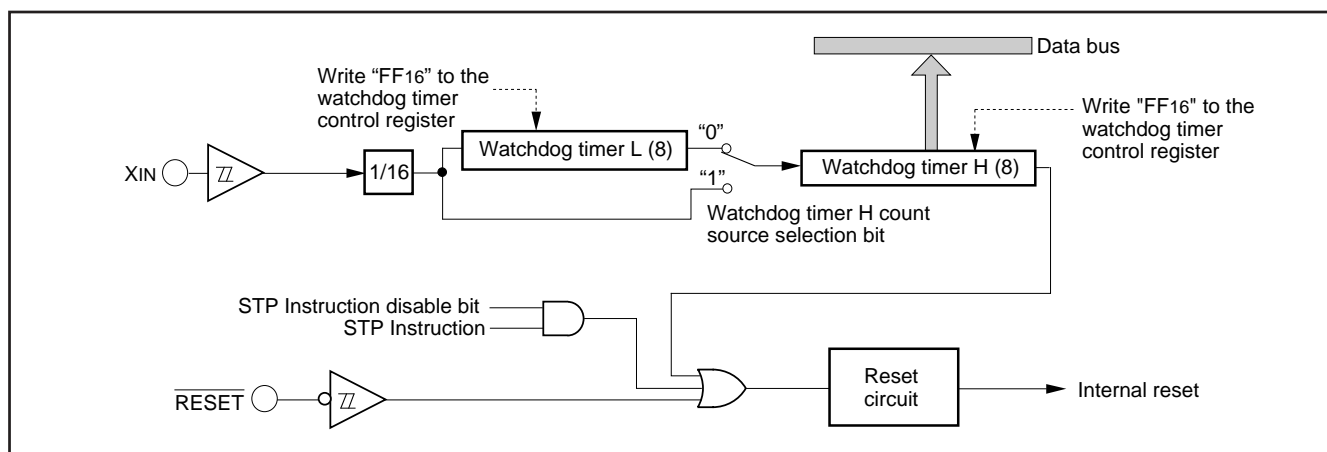 Data bus
Write “FF16” to the
watchdog timer
control register
Write "FF16" to the
watchdog timer
control register
“0”
Watchdog timer L (8)
Watchdog timer H (8)
XIN
1/16
“1”
Watchdog timer H count
source selection bit
STP Instruction disable bit
STP Instruction
RESET
Reset
circuit
Internal reset